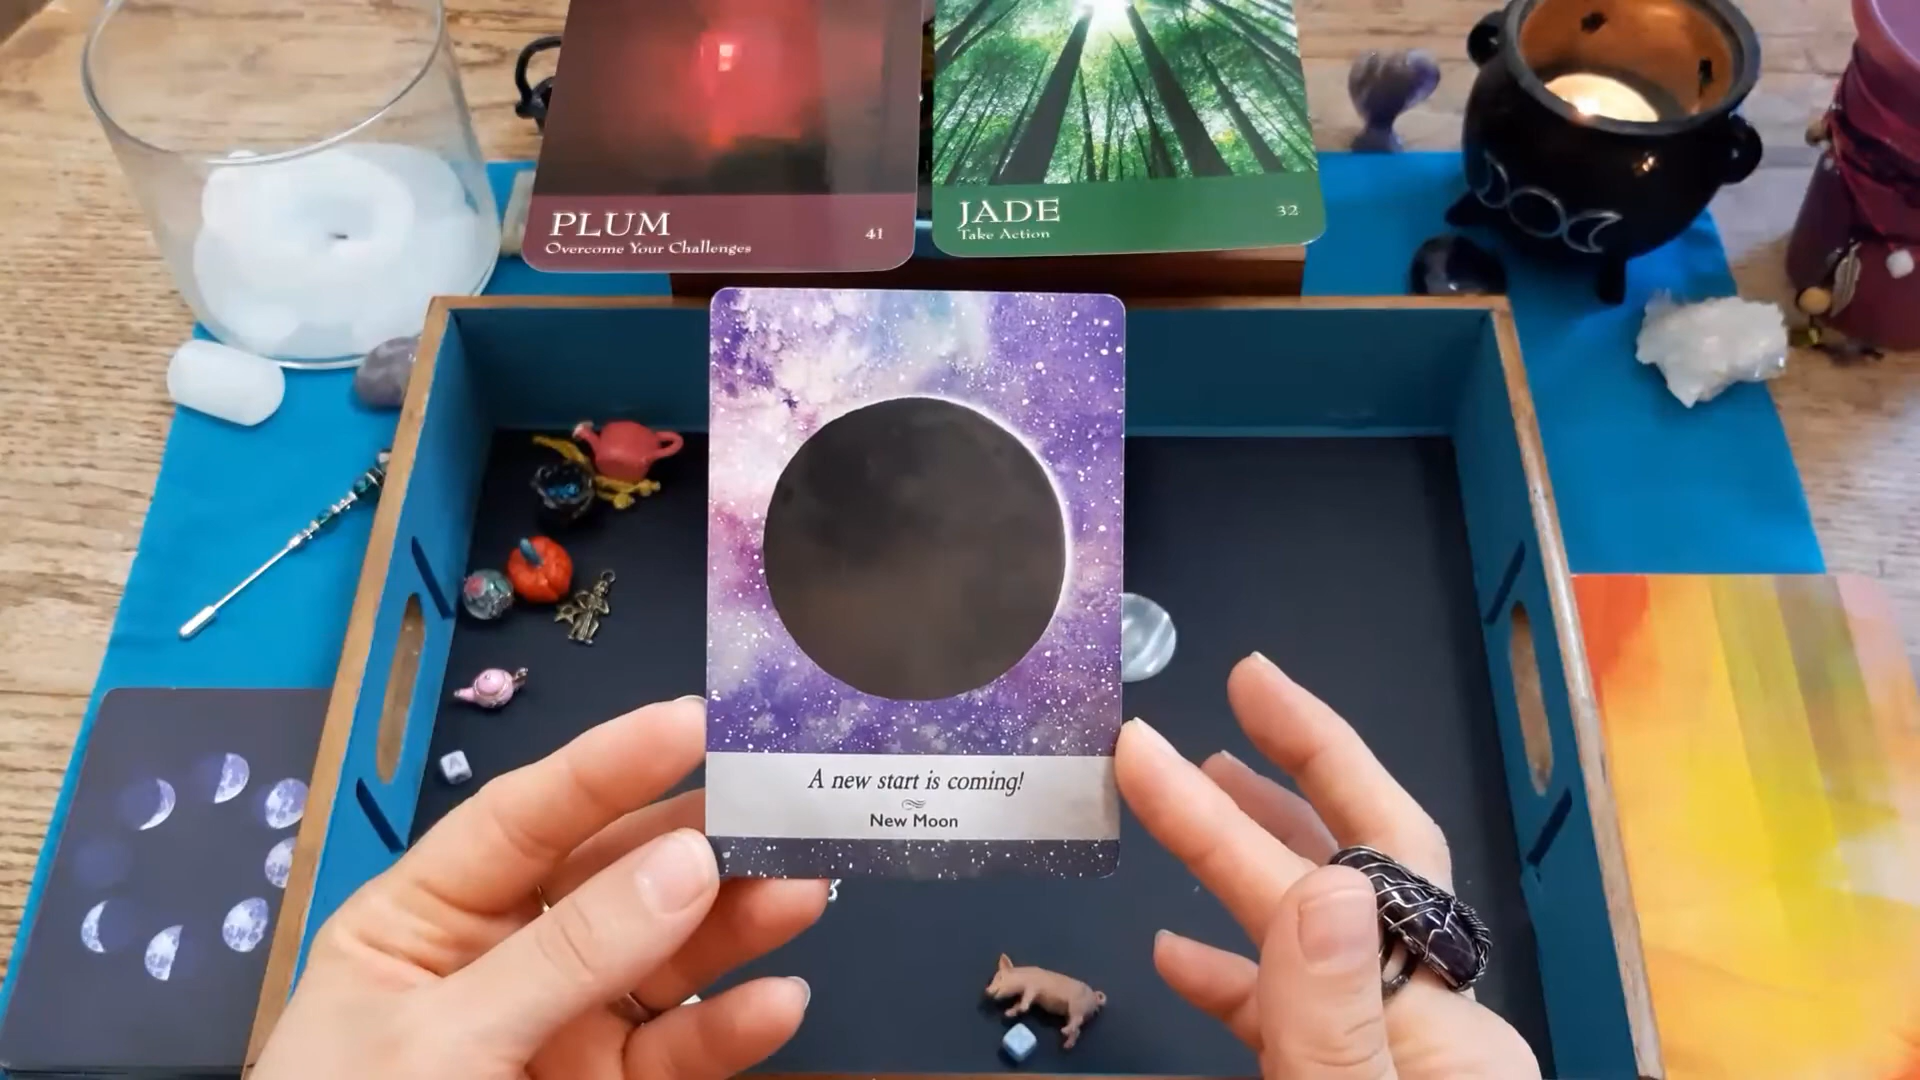 PLUM
Overcome Your Challenges
41
JADE
Take Action
32
A new start is coming!
New Moon
A